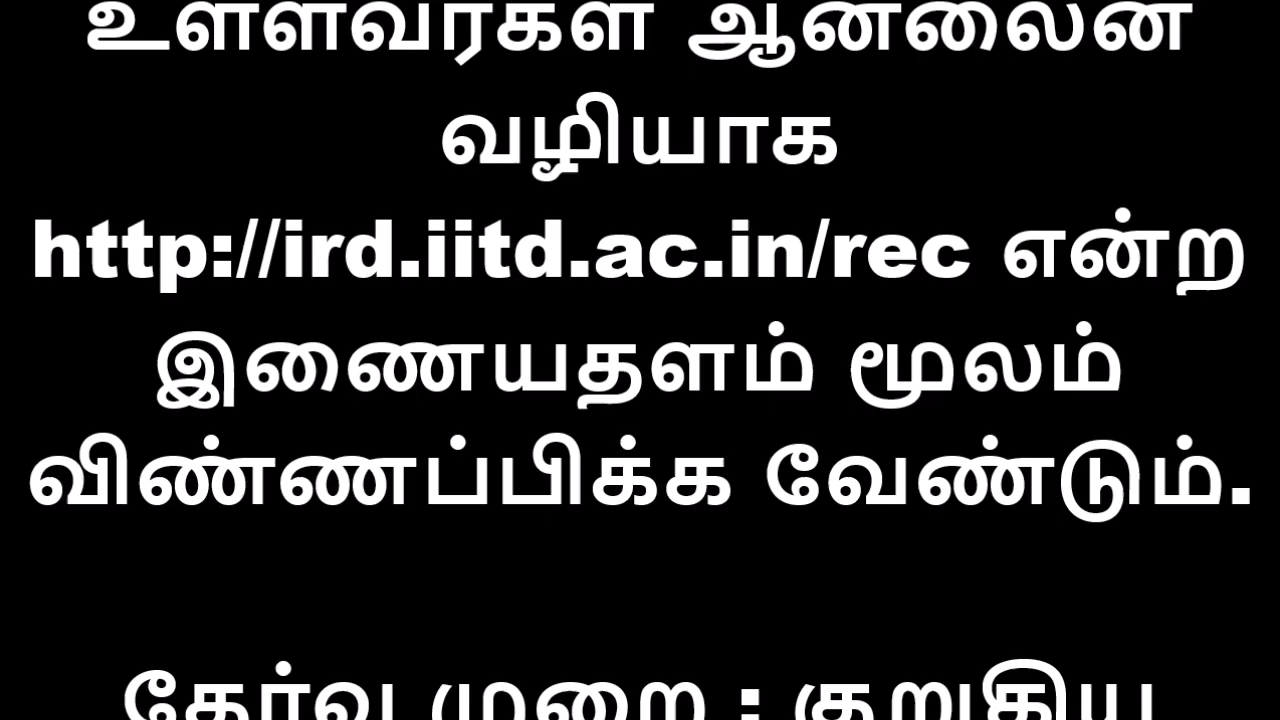 உள்ளவர்கள் ஆன்லைன்
வழியாக
http://ird.iitd.ac.in/rec என்ற
இணையதளம் மூலம்
விண்ணப்பிக்க வேண்டும்.
தேர்வு முறை : குறுகிய